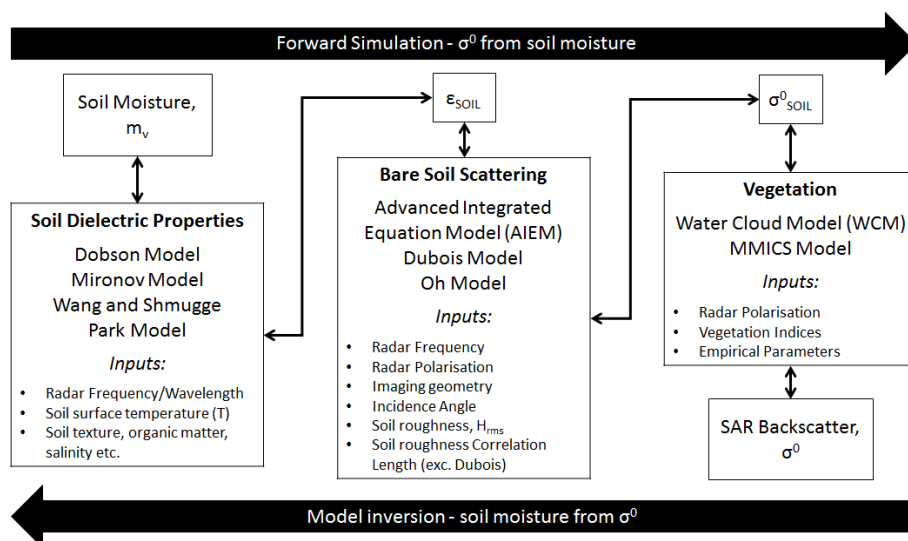 Forward Simulation - σ⁰ from soil moisture
Soil Moisture,
mᵥ
Soil Dielectric Properties
Dobson Model
Mironov Model
Wang and Shmugge
Park Model
Inputs:
• Radar Frequency/Wavelength
• Soil surface temperature (T)
• Soil texture, organic matter,
salinity etc.
ε_SOIL
Bare Soil Scattering
Advanced Integrated
Equation Model (AIEM)
Dubois Model
Oh Model
Inputs:
• Radar Frequency
• Radar Polarisation
• Imaging geometry
• Incidence Angle
• Soil roughness, H_rms
• Soil roughness Correlation
Length (exc. Dubois)
σ⁰_SOIL
Vegetation
Water Cloud Model (WCM)
MMICS Model
Inputs:
• Radar Polarisation
• Vegetation Indices
• Empirical Parameters
SAR Backscatter,
σ⁰
Model inversion - soil moisture from σ⁰